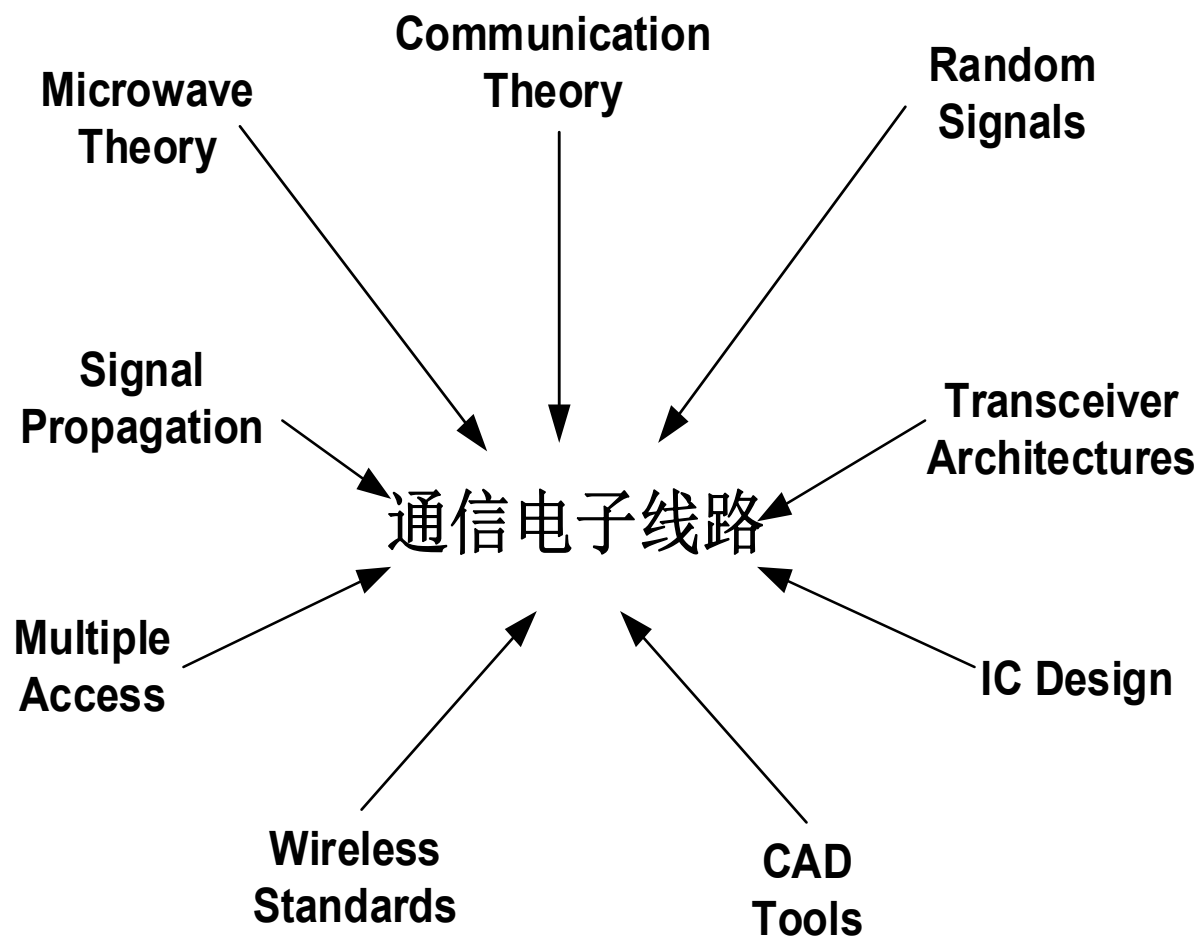 Communication
Theory
Microwave
Theory
Random
Signals
Signal
Propagation
Transceiver
Architectures
通信电子线路
Multiple
Access
IC Design
Wireless
Standards
CAD
Tools